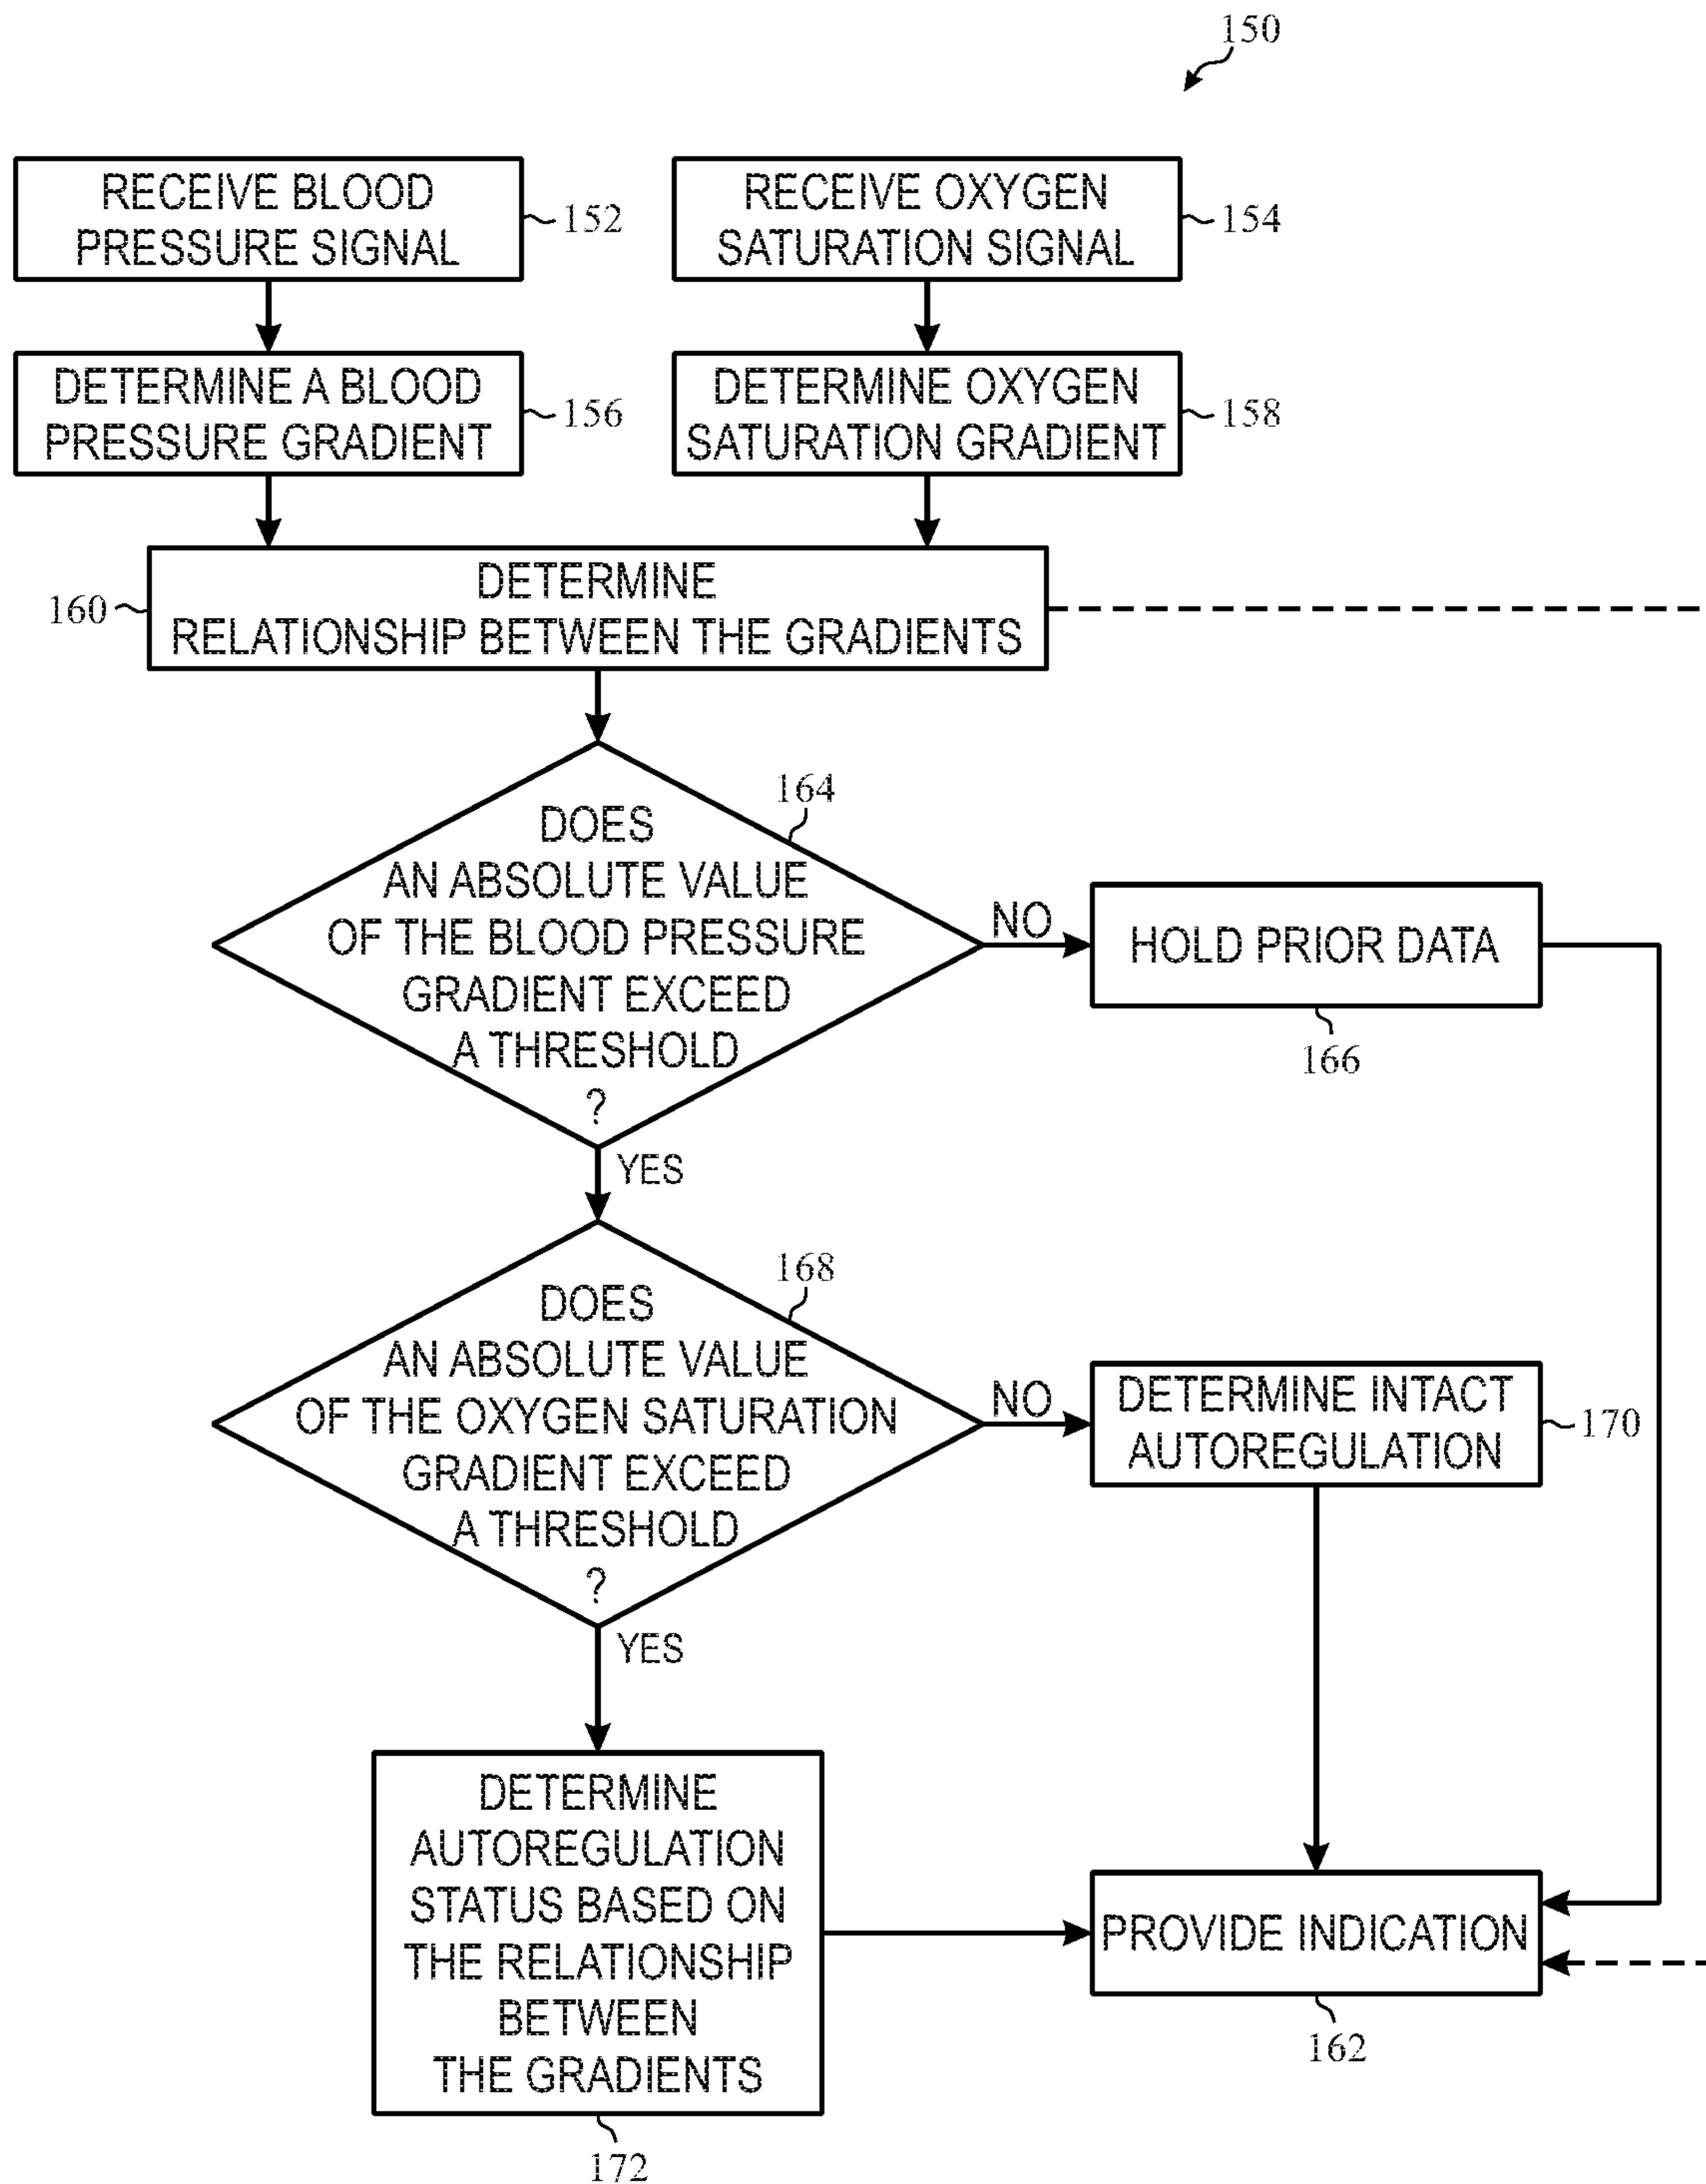 150
RECEIVE BLOOD
PRESSURE SIGNAL
152
RECEIVE OXYGEN
SATURATION SIGNAL
154
DETERMINE A BLOOD
PRESSURE GRADIENT
156
DETERMINE OXYGEN
SATURATION GRADIENT
158
160
DETERMINE
RELATIONSHIP BETWEEN THE GRADIENTS
164
DOES
AN ABSOLUTE VALUE
OF THE BLOOD PRESSURE
GRADIENT EXCEED
A THRESHOLD
?
NO
HOLD PRIOR DATA
166
YES
168
DOES
AN ABSOLUTE VALUE
OF THE OXYGEN SATURATION
GRADIENT EXCEED
A THRESHOLD
?
NO
DETERMINE INTACT
AUTOREGULATION
170
YES
DETERMINE
AUTOREGULATION
STATUS BASED ON
THE RELATIONSHIP
BETWEEN
THE GRADIENTS
172
PROVIDE INDICATION
162